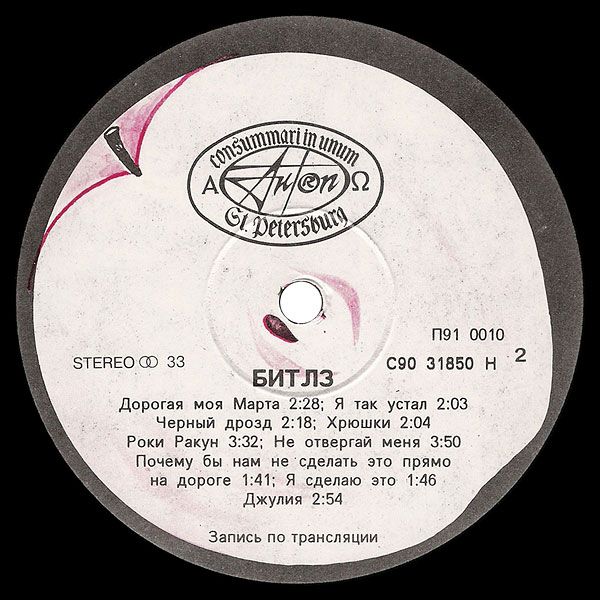 consummari in unum
Α Anton Ω
St. Petersburg
П91 0010
STEREO 33
С90 31850 Н 2
БИТЛЗ
Дорогая моя Марта 2:28; Я так устал 2:03
Черный дрозд 2:18; Хрюшки 2:04
Роки Ракун 3:32; Не отвергай меня 3:50
Почему бы нам не сделать это прямо
на дороге 1:41; Я сделаю это 1:46
Джулия 2:54
Запись по трансляции